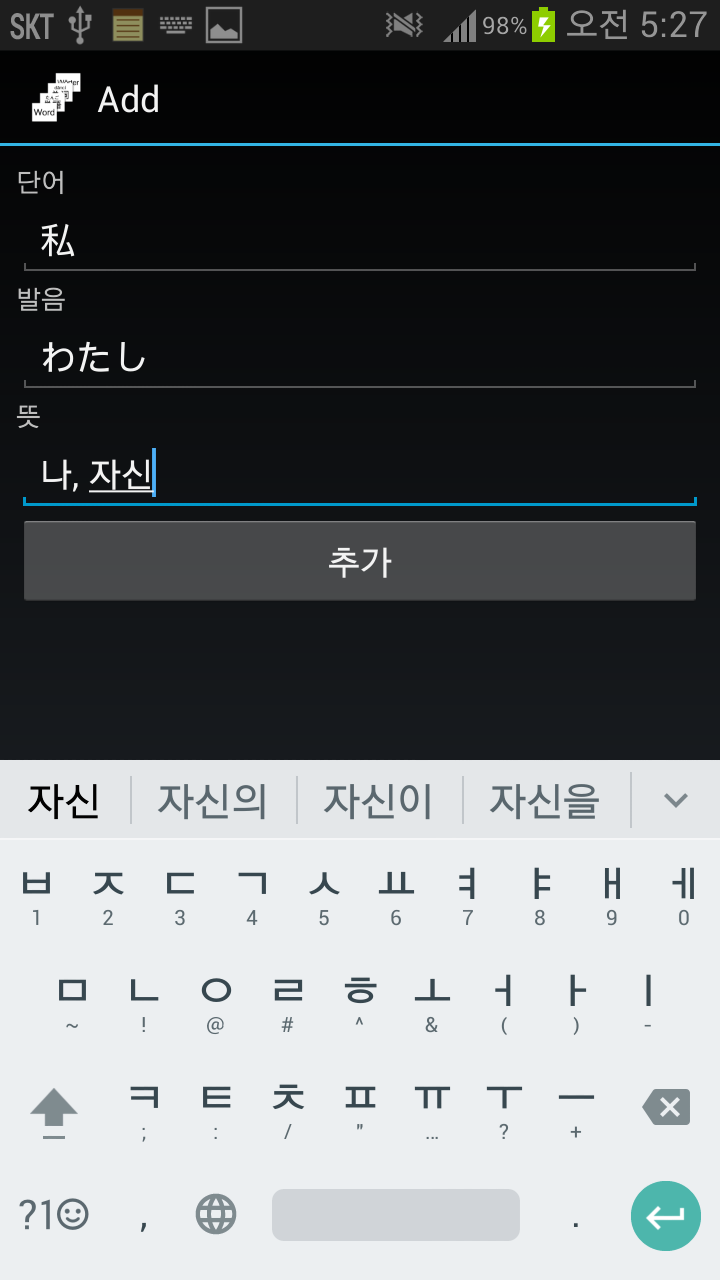 SKT 98% 오전 5:27
Word Add
단어
私
발음
わたし
뜻
나, 자신
추가
자신 자신의 자신이 자신을
ㅂ ㅈ ㄷ ㄱ ㅅ ㅛ ㅕ ㅑ ㅐ ㅔ
1 2 3 4 5 6 7 8 9 0
ㅁ ㄴ ㅇ ㄹ ㅎ ㅗ ㅓ ㅏ ㅣ
~ ! @ # ^ & ( ) -
ㅋ ㅌ ㅊ ㅍ ㅠ ㅜ ㅡ
; : / " ... ? +
?1☺ , .